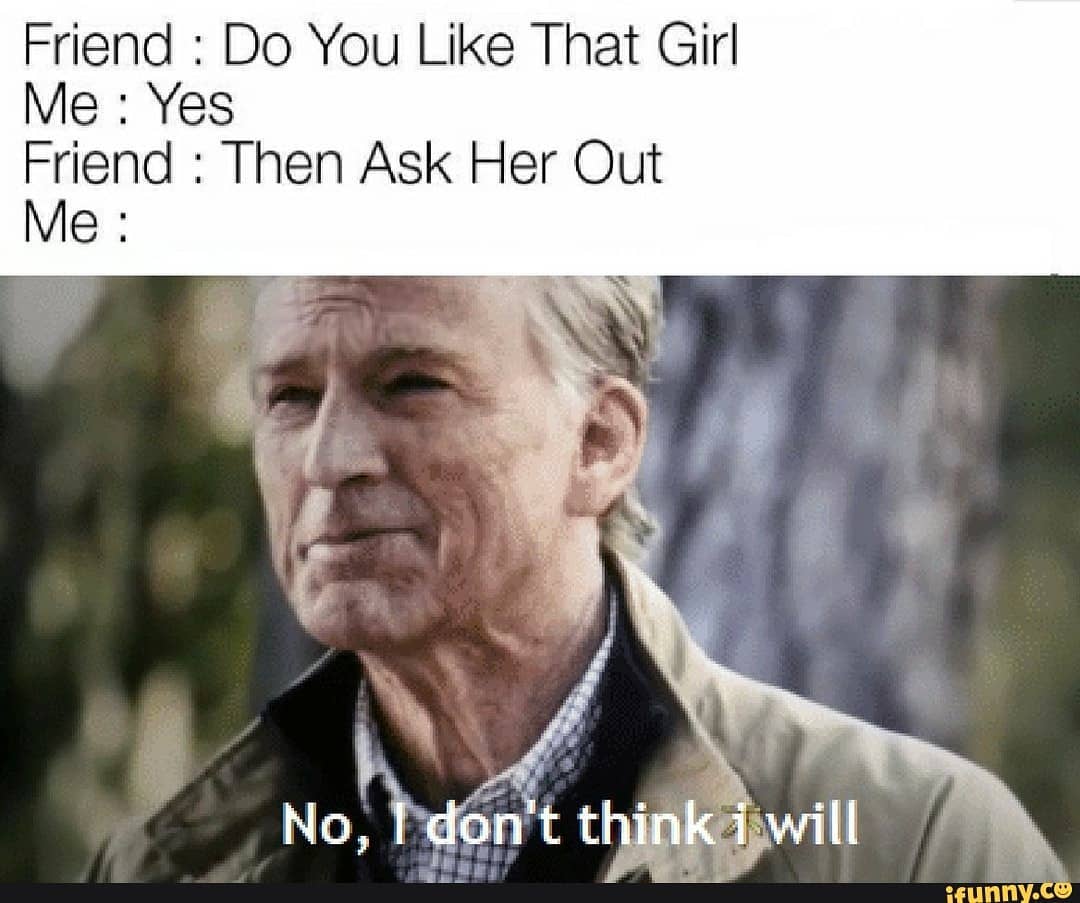 Friend : Do You Like That Girl
Me : Yes
Friend : Then Ask Her Out
Me :
No, I don't think i will
ifunny.co